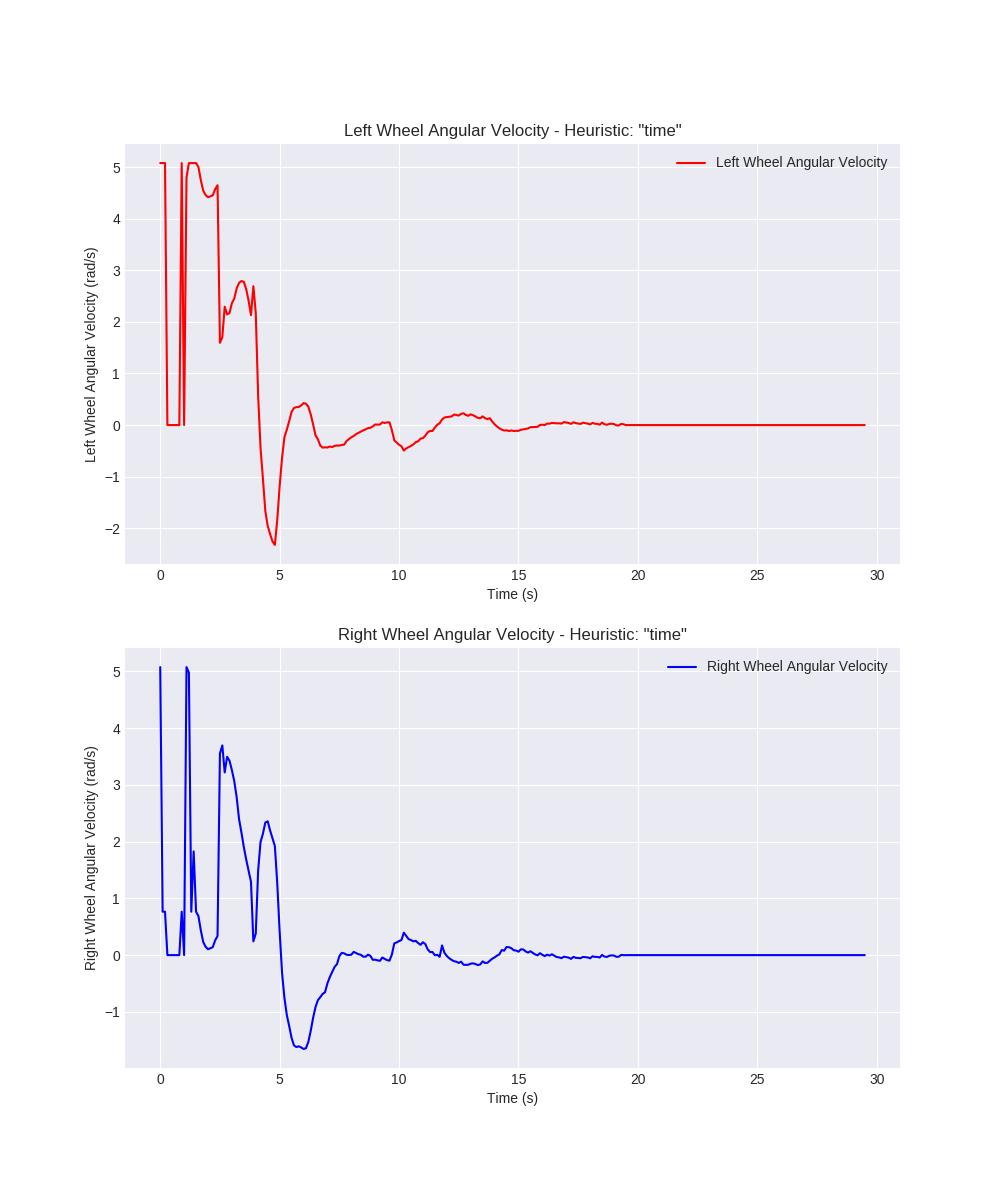 Left Wheel Angular Velocity - Heuristic: "time"
Left Wheel Angular Velocity
Left Wheel Angular Velocity (rad/s)
5
4
3
2
1
0
−1
−2
0 5 10 15 20 25 30
Time (s)
Right Wheel Angular Velocity - Heuristic: "time"
Right Wheel Angular Velocity
Right Wheel Angular Velocity (rad/s)
5
4
3
2
1
0
−1
0 5 10 15 20 25 30
Time (s)